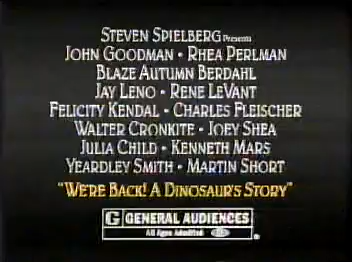 STEVEN SPIELBERG Presents
JOHN GOODMAN • RHEA PERLMAN
BLAZE AUTUMN BERDAHL
JAY LENO • RENE LEVANT
FELICITY KENDAL • CHARLES FLEISCHER
WALTER CRONKITE • JOEY SHEA
JULIA CHILD • KENNETH MARS
YEARDLEY SMITH • MARTIN SHORT
"WE'RE BACK! A DINOSAUR'S STORY"
G GENERAL AUDIENCES
All Ages Admitted
®